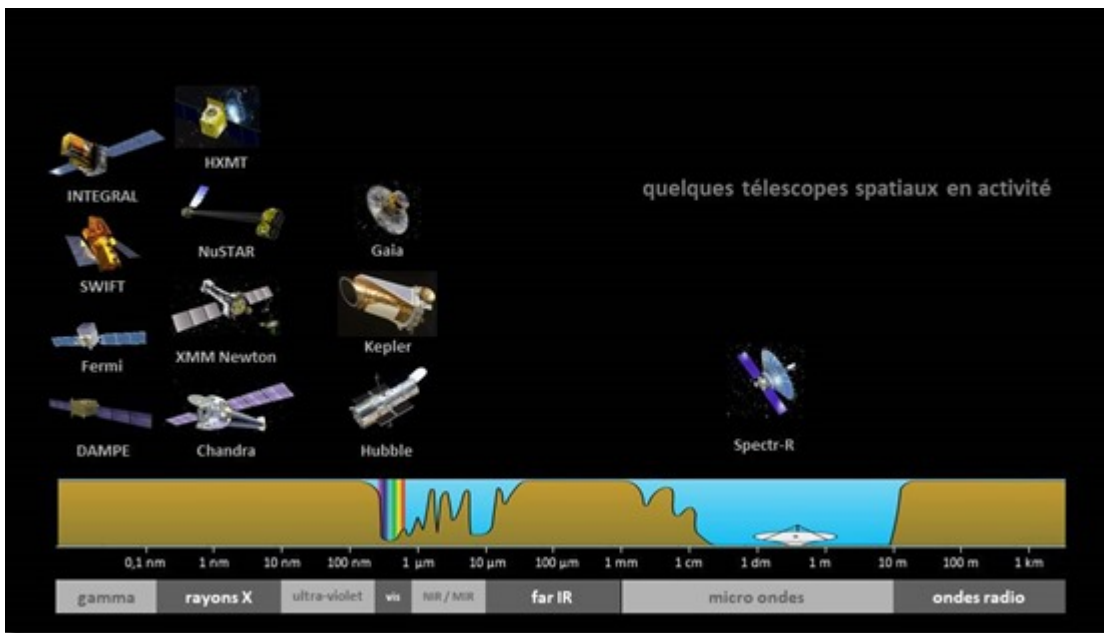 HXMT
INTEGRAL
quelques télescopes spatiaux en activité
NuSTAR
Gaia
SWIFT
Kepler
XMM Newton
Fermi
Spectr-R
DAMPE
Chandra
Hubble
0,1 nm 1 nm 10 nm 100 nm 1 µm 10 µm 100 µm 1 mm 1 cm 1 dm 1 m 10 m 100 m 1 km
gamma rayons X ultra-violet vis NIR / MIR far IR micro ondes ondes radio